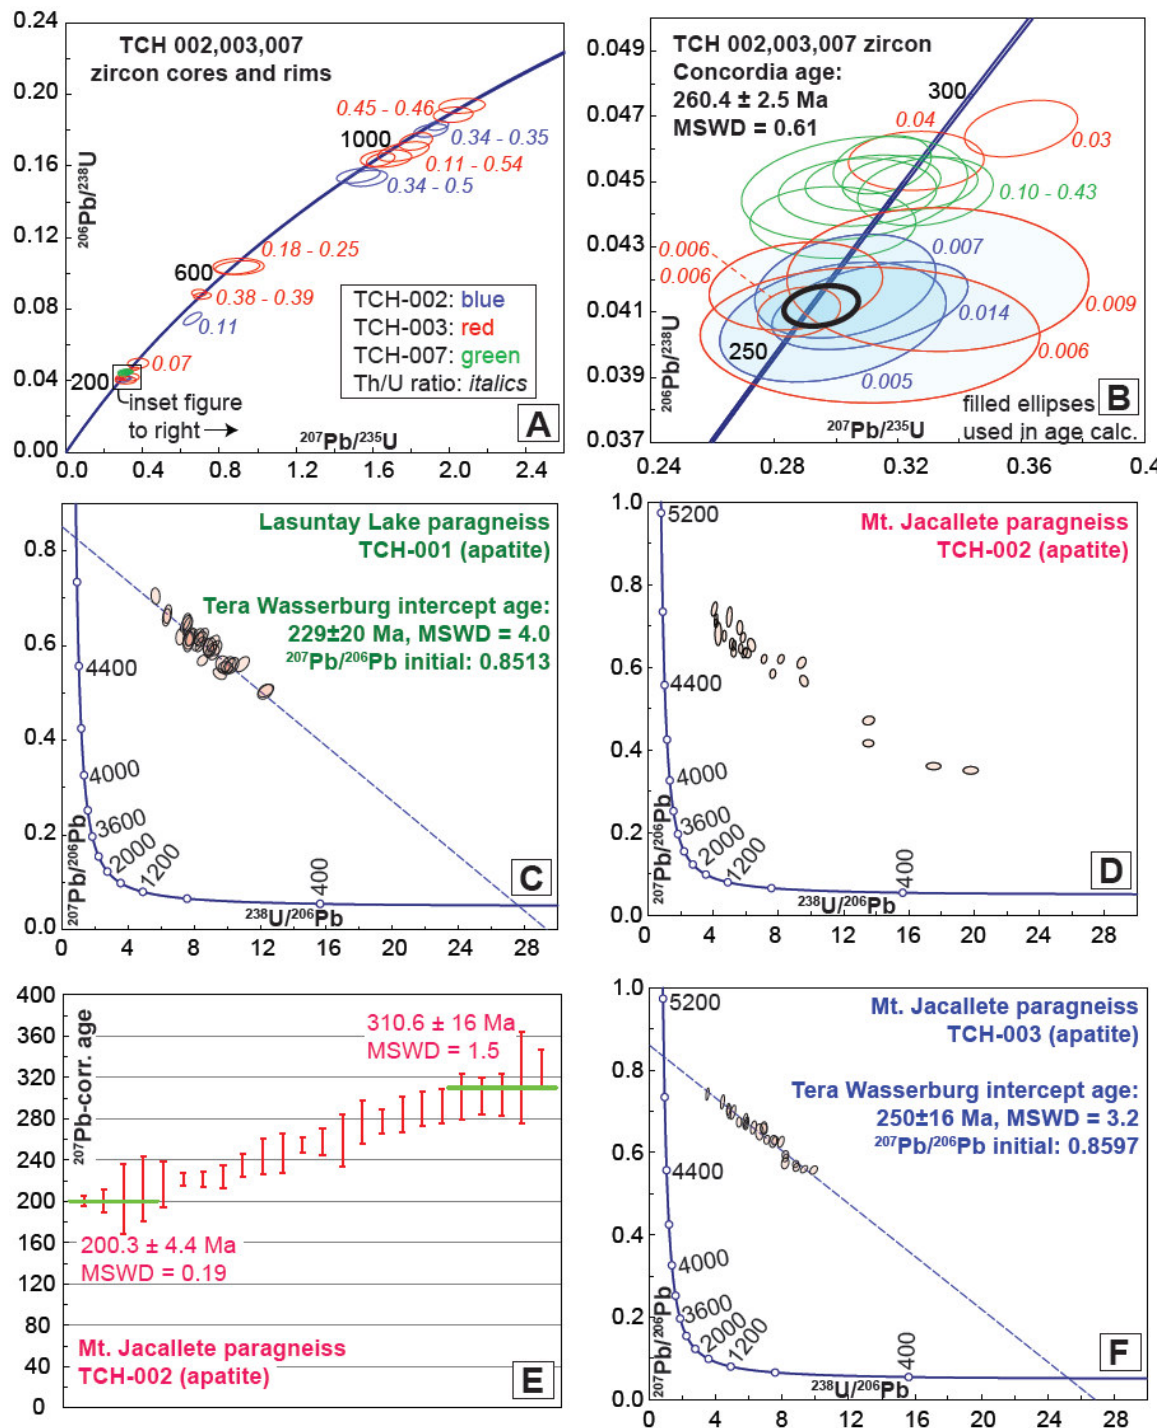 0.24
0.20
0.16
0.12
0.08
0.04
0.00
0.0
0.4
0.8
1.2
1.6
2.0
2.4
206Pb/238U
207Pb/235U
TCH 002,003,007
zircon cores and rims
0.45 - 0.46
1000
0.34 - 0.35
0.11 - 0.54
0.34 - 0.5
0.18 - 0.25
600
0.38 - 0.39
0.11
0.07
200
inset figure
to right
TCH-002: blue
TCH-003: red
TCH-007: green
Th/U ratio: italics
A
0.049
0.047
0.045
0.043
0.041
0.039
0.037
0.24
0.28
0.32
0.36
0.4
206Pb/238U
207Pb/235U
TCH 002,003,007 zircon
Concordia age:
260.4 ± 2.5 Ma
MSWD = 0.61
300
0.04
0.03
0.10 - 0.43
0.007
0.006
0.006
0.009
0.014
0.006
250
0.005
filled ellipses
used in age calc.
B
0.8
0.6
0.4
0.2
0.0
0
4
8
12
16
20
24
28
207Pb/206Pb
238U/206Pb
Lasuntay Lake paragneiss
TCH-001 (apatite)
Tera Wasserburg intercept age:
229±20 Ma, MSWD = 4.0
207Pb/206Pb initial: 0.8513
4400
4000
3600
2000
1200
400
C
1.0
0.8
0.6
0.4
0.2
0.0
0
4
8
12
16
20
24
28
207Pb/206Pb
238U/206Pb
Mt. Jacallete paragneiss
TCH-002 (apatite)
5200
4400
4000
3600
2000
1200
400
D
400
360
320
280
240
200
160
120
80
40
0
207Pb-corr. age
310.6 ± 16 Ma
MSWD = 1.5
200.3 ± 4.4 Ma
MSWD = 0.19
Mt. Jacallete paragneiss
TCH-002 (apatite)
E
1.0
0.8
0.6
0.4
0.2
0.0
0
4
8
12
16
20
24
28
207Pb/206Pb
238U/206Pb
Mt. Jacallete paragneiss
TCH-003 (apatite)
Tera Wasserburg intercept age:
250±16 Ma, MSWD = 3.2
207Pb/206Pb initial: 0.8597
5200
4400
4000
3600
2000
1200
400
F